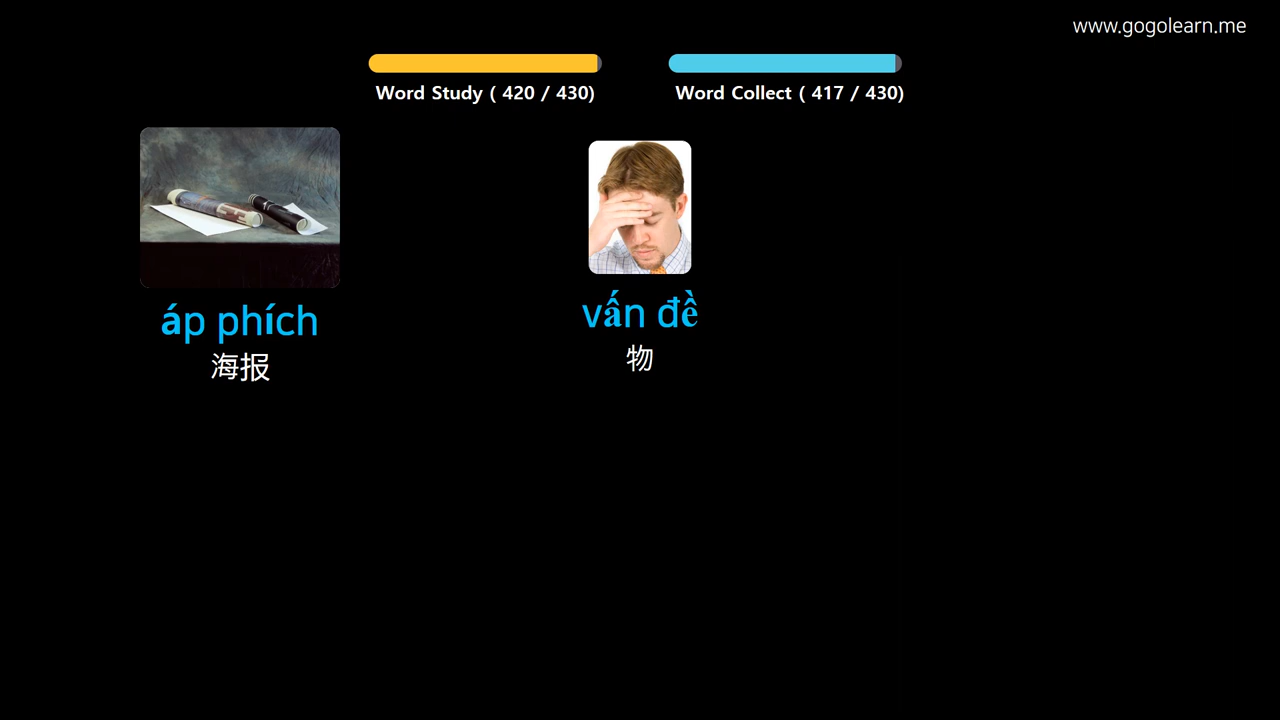 www.gogolearn.me
Word Study ( 420 / 430)
Word Collect ( 417 / 430)
áp phích
海报
vấn đề
物